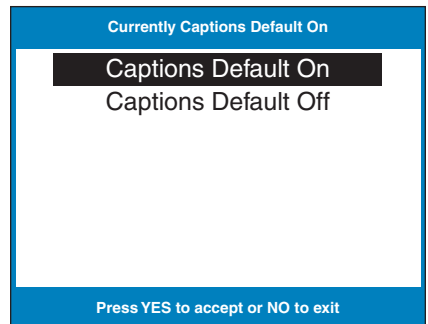 Currently Captions Default On
Captions Default On
Captions Default Off
Press YES to accept or NO to exit